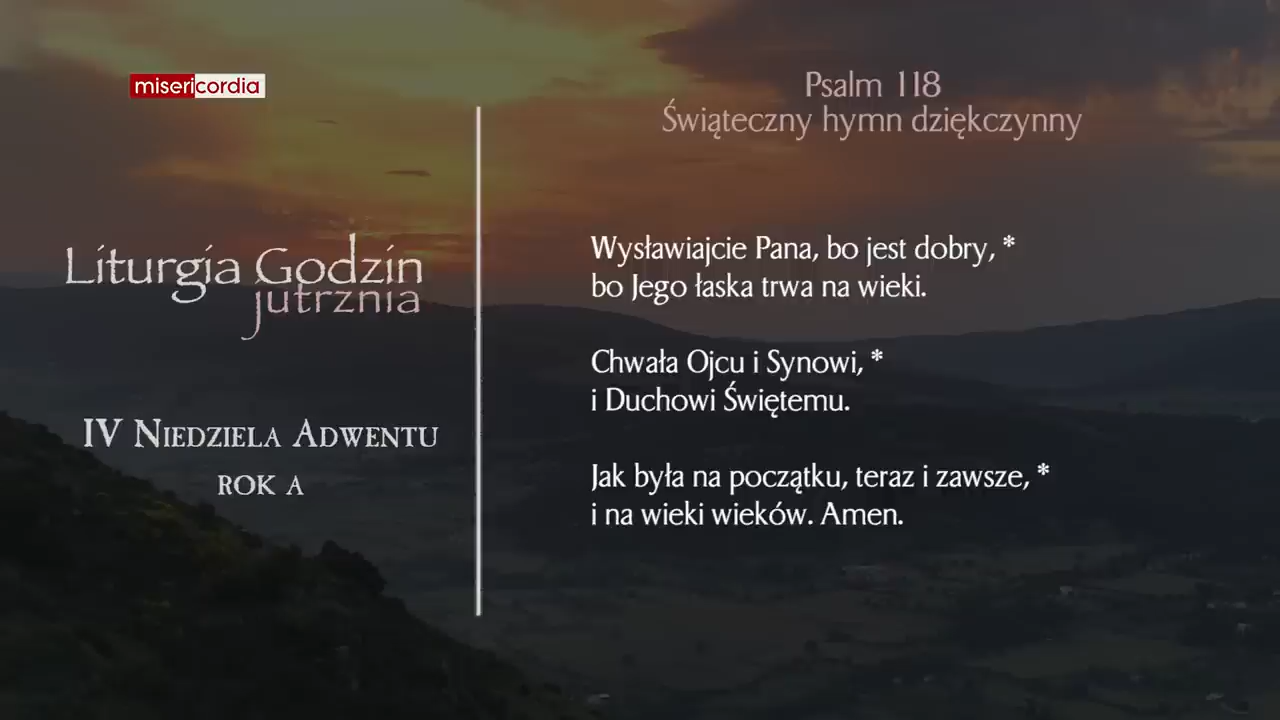 misericordia
Liturgia Godzin
jutrznia
IV Niedziela Adwentu
rok A
Psalm 118
Świąteczny hymn dziękczynny
Wysławiajcie Pana, bo jest dobry, *
bo Jego łaska trwa na wieki.
Chwała Ojcu i Synowi, *
i Duchowi Świętemu.
Jak była na początku, teraz i zawsze, *
i na wieki wieków. Amen.